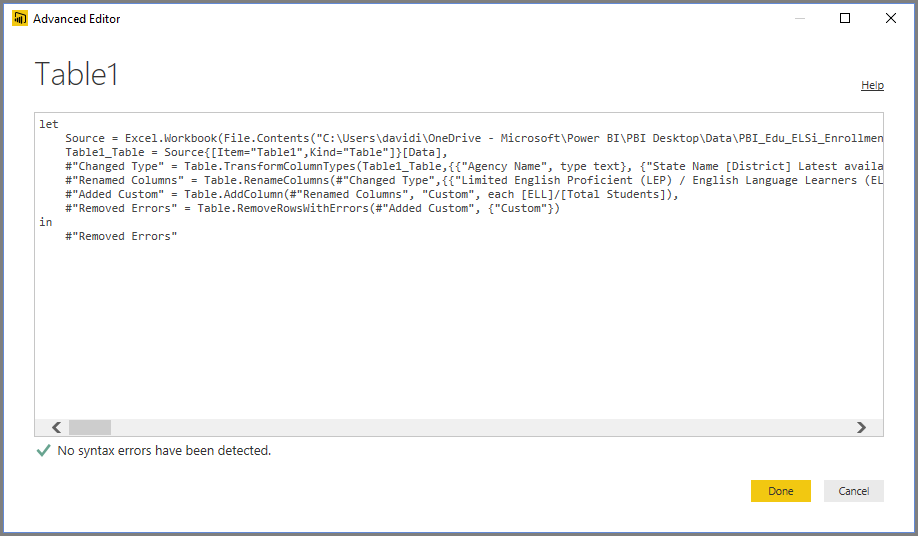 Advanced Editor
Table1
Help
let
    Source = Excel.Workbook(File.Contents("C:\Users\davidi\OneDrive - Microsoft\Power BI\PBI Desktop\Data\PBI_Edu_ELSi_Enrollmen
    Table1_Table = Source{[Item="Table1",Kind="Table"]}[Data],
    #"Changed Type" = Table.TransformColumnTypes(Table1_Table,{{"Agency Name", type text}, {"State Name [District] Latest availa
    #"Renamed Columns" = Table.RenameColumns(#"Changed Type",{{"Limited English Proficient (LEP) / English Language Learners (EL
    #"Added Custom" = Table.AddColumn(#"Renamed Columns", "Custom", each [ELL]/[Total Students]),
    #"Removed Errors" = Table.RemoveRowsWithErrors(#"Added Custom", {"Custom"})
in
    #"Removed Errors"
No syntax errors have been detected.
Done
Cancel